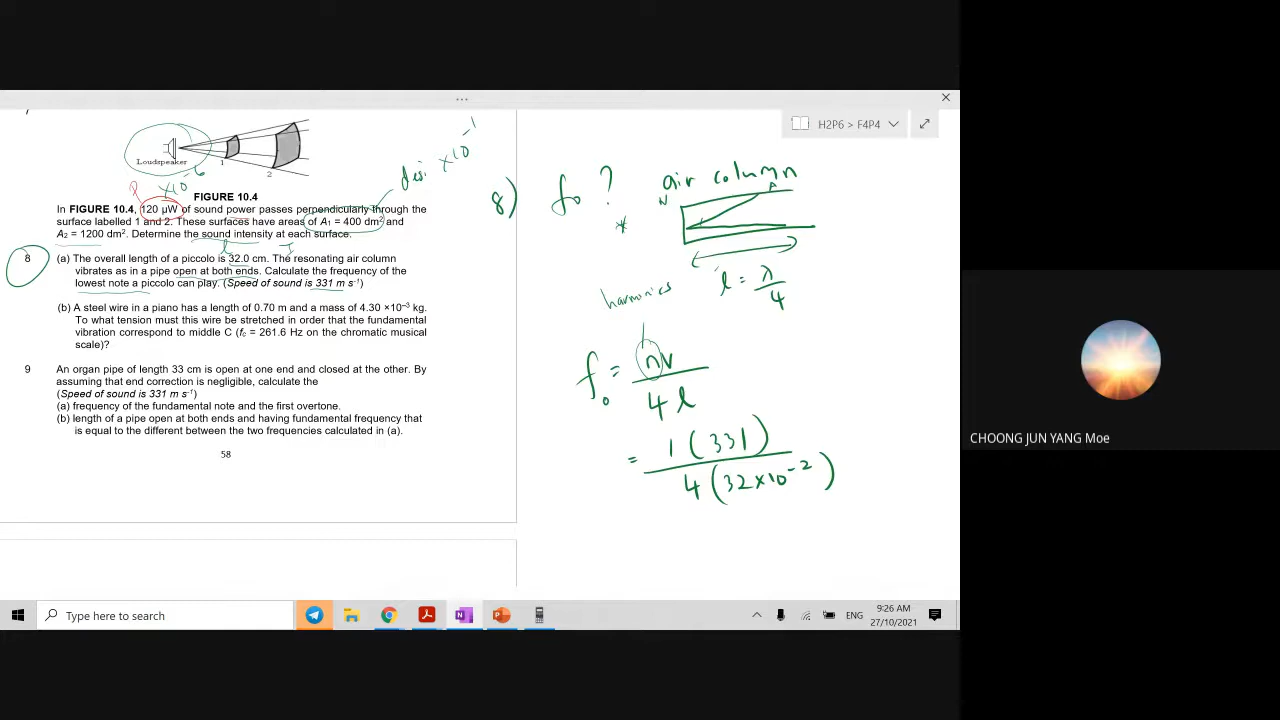 H2P6 > F4P4
Loudspeaker
1
2
×10⁻⁶
P
×10⁻¹
FIGURE 10.4
In FIGURE 10.4, 120 µW of sound power passes perpendicularly through the
surface labelled 1 and 2. These surfaces have areas of A₁ = 400 dm² and
A₂ = 1200 dm². Determine the sound intensity at each surface.
l
I
8 (a) The overall length of a piccolo is 32.0 cm. The resonating air column
vibrates as in a pipe open at both ends. Calculate the frequency of the
lowest note a piccolo can play. (Speed of sound is 331 m s⁻¹)
(b) A steel wire in a piano has a length of 0.70 m and a mass of 4.30 ×10⁻³ kg.
To what tension must this wire be stretched in order that the fundamental
vibration correspond to middle C (f꜀ = 261.6 Hz on the chromatic musical
scale)?
9 An organ pipe of length 33 cm is open at one end and closed at the other. By
assuming that end correction is negligible, calculate the
(Speed of sound is 331 m s⁻¹)
(a) frequency of the fundamental note and the first overtone.
(b) length of a pipe open at both ends and having fundamental frequency that
is equal to the different between the two frequencies calculated in (a).
58
8) f₀ ?
*
air column
N
A
l = λ/4
harmonics
f₀ = nv/4l
= 1(331)/4(32×10⁻²)
CHOONG JUN YANG Moe
Type here to search
ENG
9:26 AM
27/10/2021